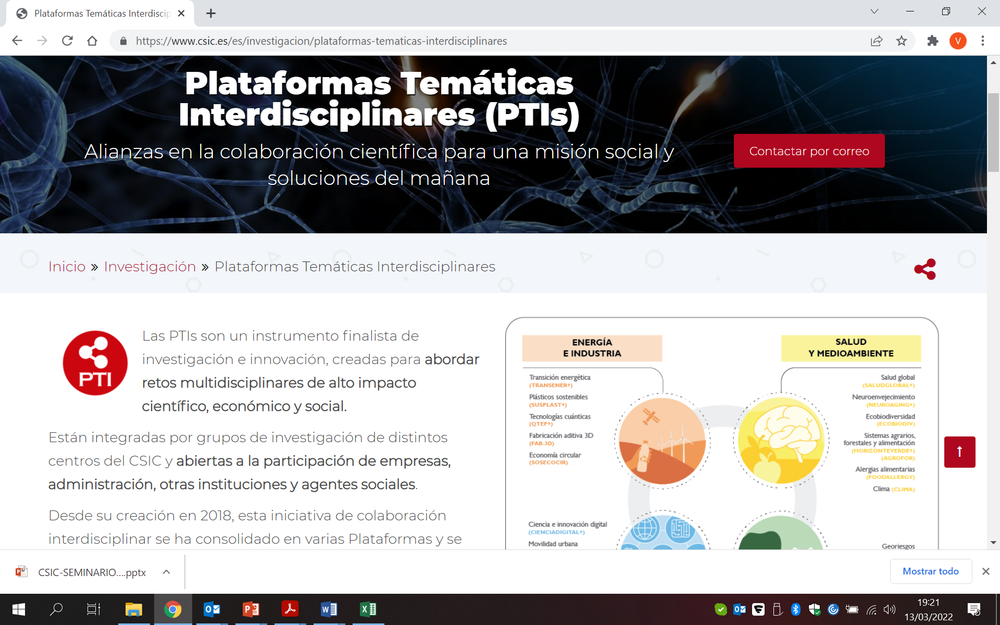 Plataformas Temáticas Interdiscip
https://www.csic.es/es/investigacion/plataformas-tematicas-interdisciplinares
V
Plataformas Temáticas
Interdisciplinares (PTIs)
Alianzas en la colaboración científica para una misión social y
soluciones del mañana
Contactar por correo
Inicio » Investigación » Plataformas Temáticas Interdisciplinares
PTI
Las PTIs son un instrumento finalista de
investigación e innovación, creadas para abordar
retos multidisciplinares de alto impacto
científico, económico y social.
Están integradas por grupos de investigación de distintos
centros del CSIC y abiertas a la participación de empresas,
administración, otras instituciones y agentes sociales.
Desde su creación en 2018, esta iniciativa de colaboración
interdisciplinar se ha consolidado en varias Plataformas y se
ENERGÍA
E INDUSTRIA
Transición energética
(TRANSENER+)
Plásticos sostenibles
(SUSPLAST+)
Tecnologías cuánticas
(QTEP+)
Fabricación aditiva 3D
(FAB-3D)
Economía circular
(SOSECOCIR)
SALUD
Y MEDIOAMBIENTE
Salud global
(SALUDGLOBAL+)
Neuroenvejecimiento
(NEUROAGING+)
Ecobiodiversidad
(ECOBIODIV)
Sistemas agrarios,
forestales y alimentación
(HORIZONTEVERDE+)
(AGROFOR)
Alergias alimentarias
(FOODALLERGY)
Clima (CLIMA)
Ciencia e innovación digital
(CIENCIADIGITAL+)
Movilidad urbana
Georiesgos
CSIC-SEMINARIO....pptx
Mostrar todo
19:21
13/03/2022